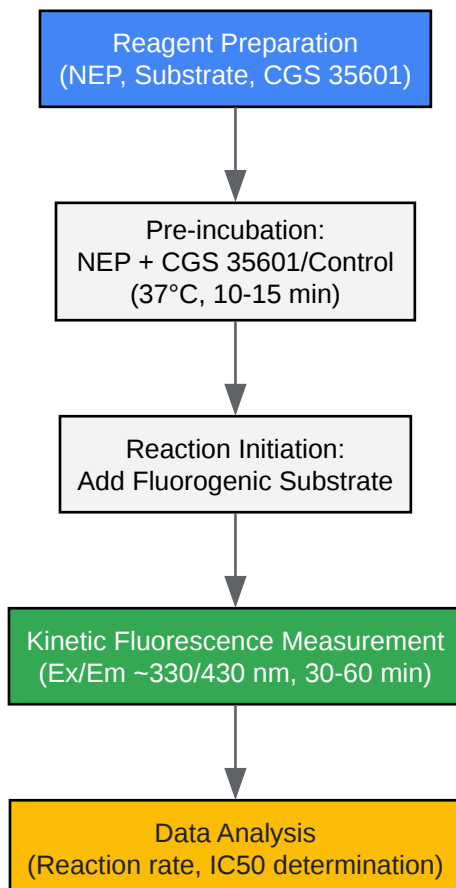 Reagent Preparation
(NEP, Substrate, CGS 35601)
Pre-incubation:
NEP + CGS 35601/Control
(37°C, 10-15 min)
Reaction Initiation:
Add Fluorogenic Substrate
Kinetic Fluorescence Measurement
(Ex/Em ~330/430 nm, 30-60 min)
Data Analysis
(Reaction rate, IC50 determination)